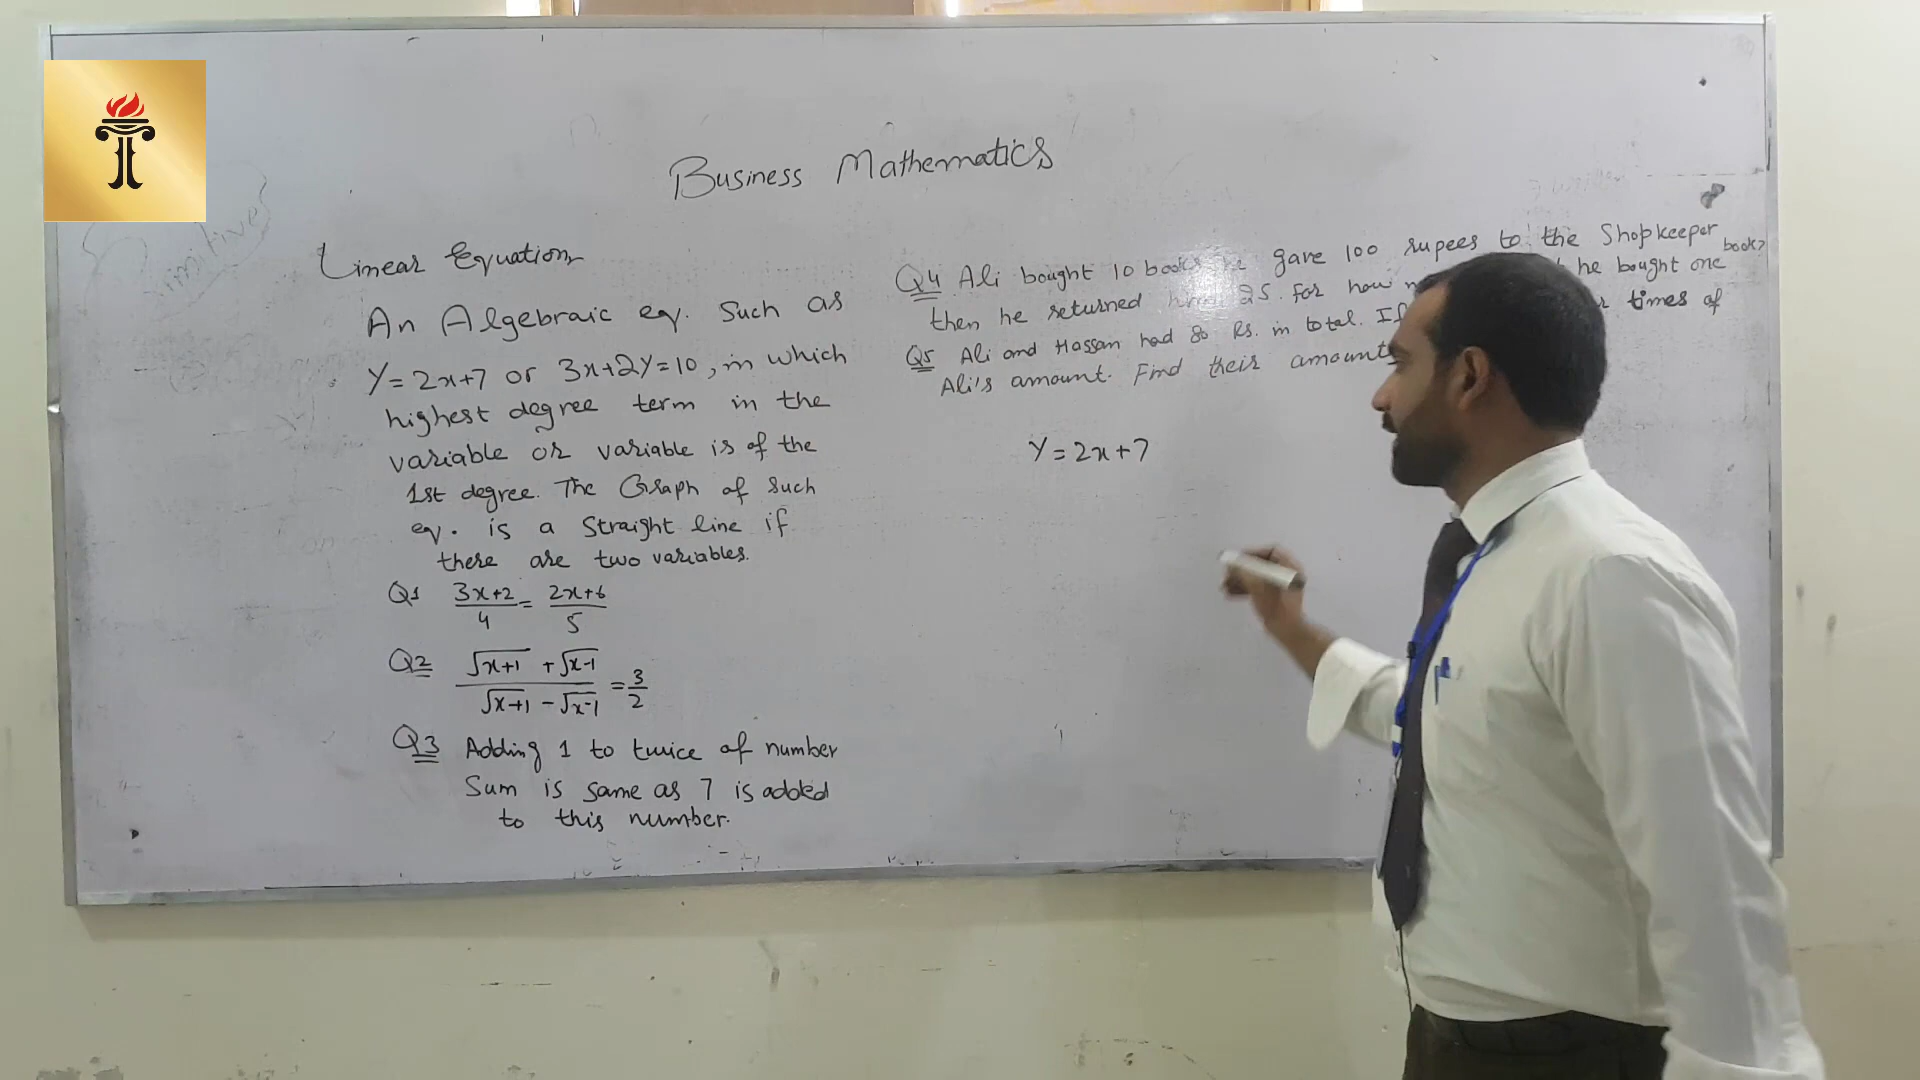 Business Mathematics
Linear Equation
An Algebraic eq. Such as
Y = 2x+7 or 3x+2Y=10, in which
highest degree term in the
variable or variable is of the
1st degree. The Graph of such
eq. is a straight line if
there are two variables.
Q1 3x+2/4 = 2x+6/5
Q2 √x+1 + √x-1 / √x+1 - √x-1 = 3/2
Q3 Adding 1 to twice of number
Sum is same as 7 is added
to this number.
Q4 Ali bought 10 books gave 100 rupees to the Shopkeeper
then he returned 25. For how he bought one book?
Q5 Ali and Hassan had 80 Rs. in total. If times of
Ali's amount. Find their amounts
Y = 2x+7